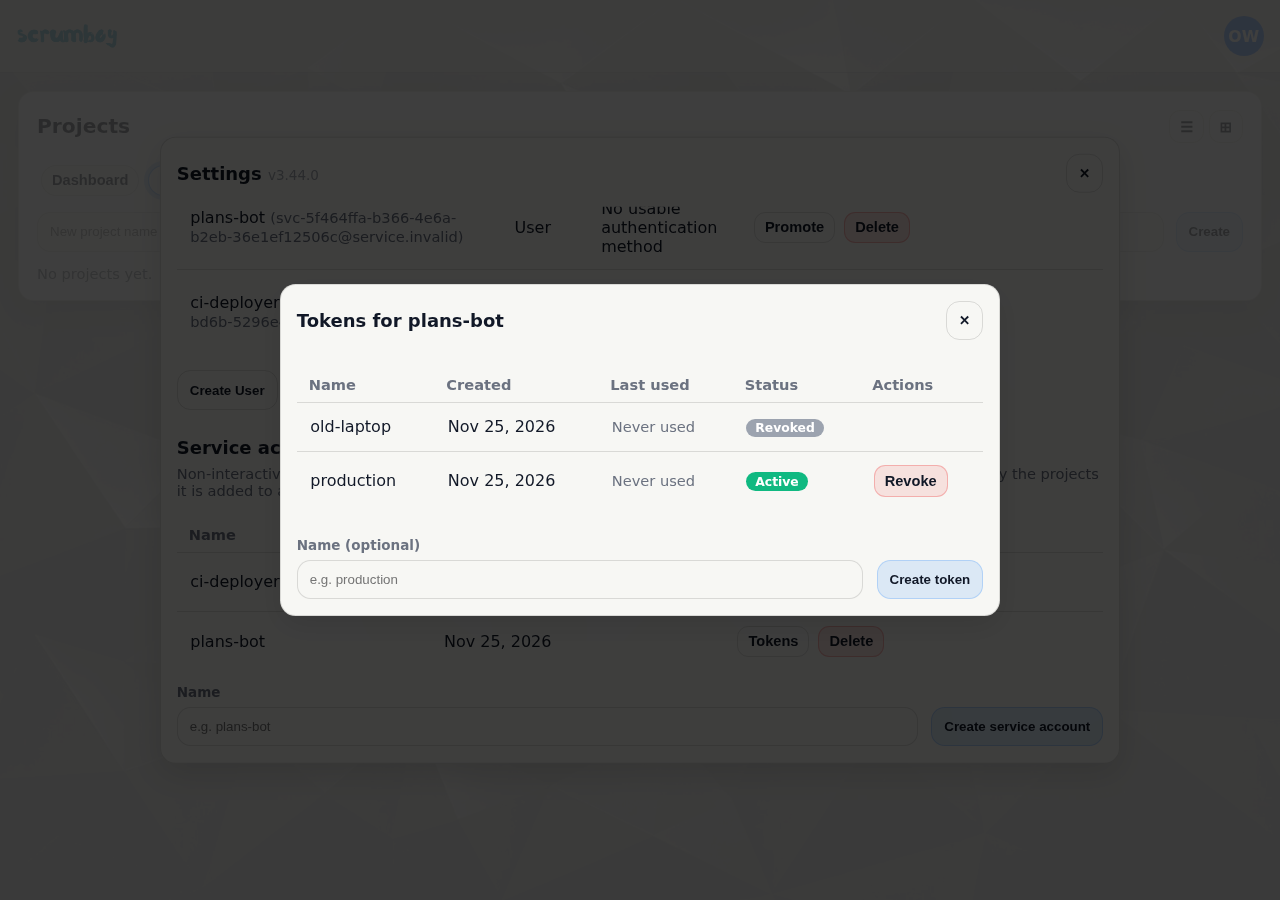 scrumboy
OW
Projects
Dashboard
New project name
Create
No projects yet.
Settings v3.44.0
×
plans-bot (svc-5f464ffa-b366-4e6a-
b2eb-36e1ef12506c@service.invalid)
User
No usable
authentication
method
Promote
Delete
ci-deployer
bd6b-5296e
Create User
Service ac
Non-interactiv
y the projects
it is added to a
Name
ci-deployer
plans-bot
Nov 25, 2026
Tokens
Delete
Name
e.g. plans-bot
Create service account
Tokens for plans-bot
×
Name Created Last used Status Actions
old-laptop Nov 25, 2026 Never used Revoked
production Nov 25, 2026 Never used Active Revoke
Name (optional)
e.g. production
Create token